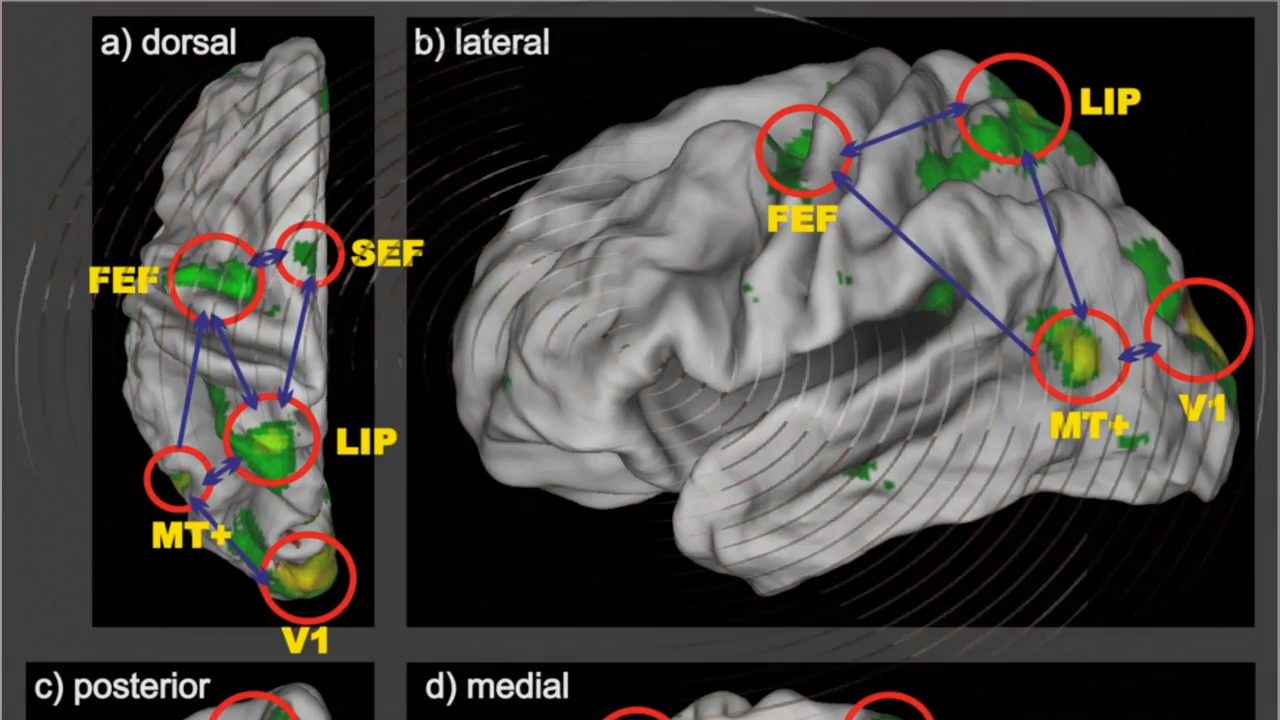 a) dorsal
FEF
SEF
LIP
MT+
V1
b) lateral
FEF
LIP
MT+
V1
c) posterior
d) medial